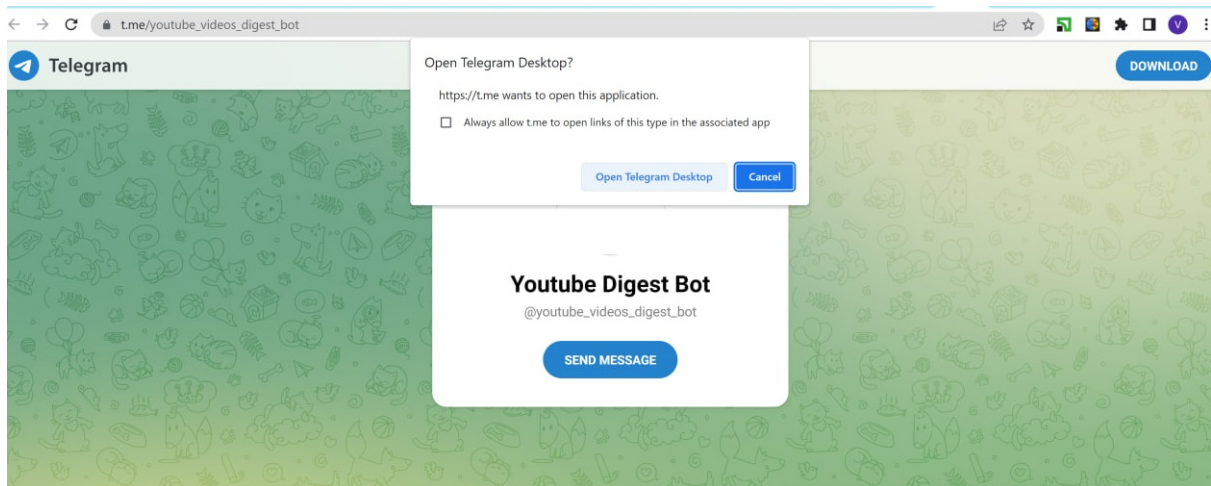 t.me/youtube_videos_digest_bot
V
Telegram
DOWNLOAD
Open Telegram Desktop?
https://t.me wants to open this application.
Always allow t.me to open links of this type in the associated app
Open Telegram Desktop
Cancel
Youtube Digest Bot
@youtube_videos_digest_bot
SEND MESSAGE